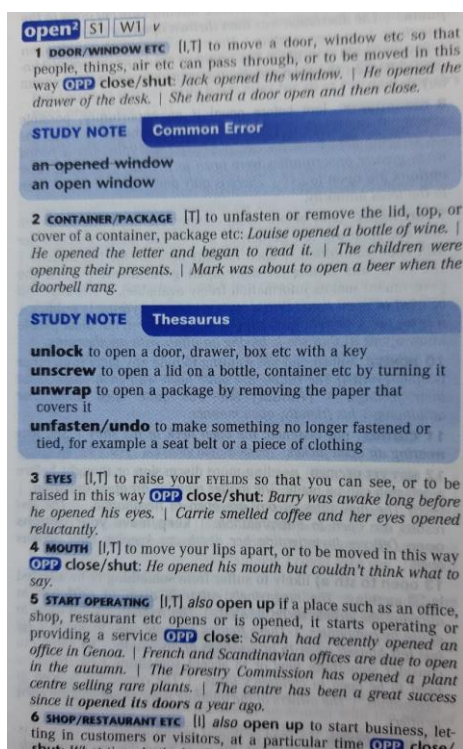 open² S1 W1 v
1 DOOR/WINDOW ETC [I,T] to move a door, window etc so that
people, things, air etc can pass through, or to be moved in this
way OPP close/shut: Jack opened the window. | He opened the
drawer of the desk. | She heard a door open and then close.
STUDY NOTE Common Error
an opened window
an open window
2 CONTAINER/PACKAGE [T] to unfasten or remove the lid, top, or
cover of a container, package etc: Louise opened a bottle of wine. |
He opened the letter and began to read it. | The children were
opening their presents. | Mark was about to open a beer when the
doorbell rang.
STUDY NOTE Thesaurus
unlock to open a door, drawer, box etc with a key
unscrew to open a lid on a bottle, container etc by turning it
unwrap to open a package by removing the paper that
covers it
unfasten/undo to make something no longer fastened or
tied, for example a seat belt or a piece of clothing
3 EYES [I,T] to raise your EYELIDS so that you can see, or to be
raised in this way OPP close/shut: Barry was awake long before
he opened his eyes. | Carrie smelled coffee and her eyes opened
reluctantly.
4 MOUTH [I,T] to move your lips apart, or to be moved in this way
OPP close/shut: He opened his mouth but couldn't think what to
say.
5 START OPERATING [I,T] also open up if a place such as an office,
shop, restaurant etc opens or is opened, it starts operating or
providing a service OPP close: Sarah had recently opened an
office in Genoa. | French and Scandinavian offices are due to open
in the autumn. | The Forestry Commission has opened a plant
centre selling rare plants. | The centre has been a great success
since it opened its doors a year ago.
6 SHOP/RESTAURANT ETC [I] also open up to start business, let-
ting in customers or visitors, at a particular time OPP close/